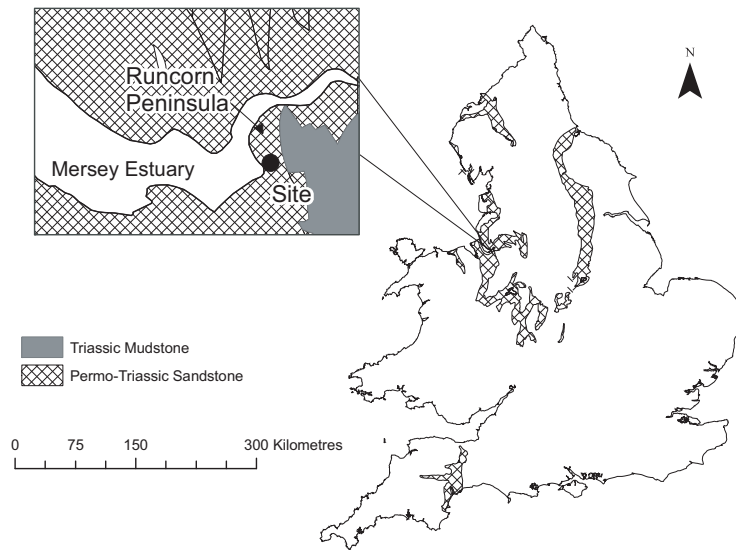 Runcorn
Peninsula
Mersey Estuary
Site
N
Triassic Mudstone
Permo-Triassic Sandstone
0 75 150 300 Kilometres